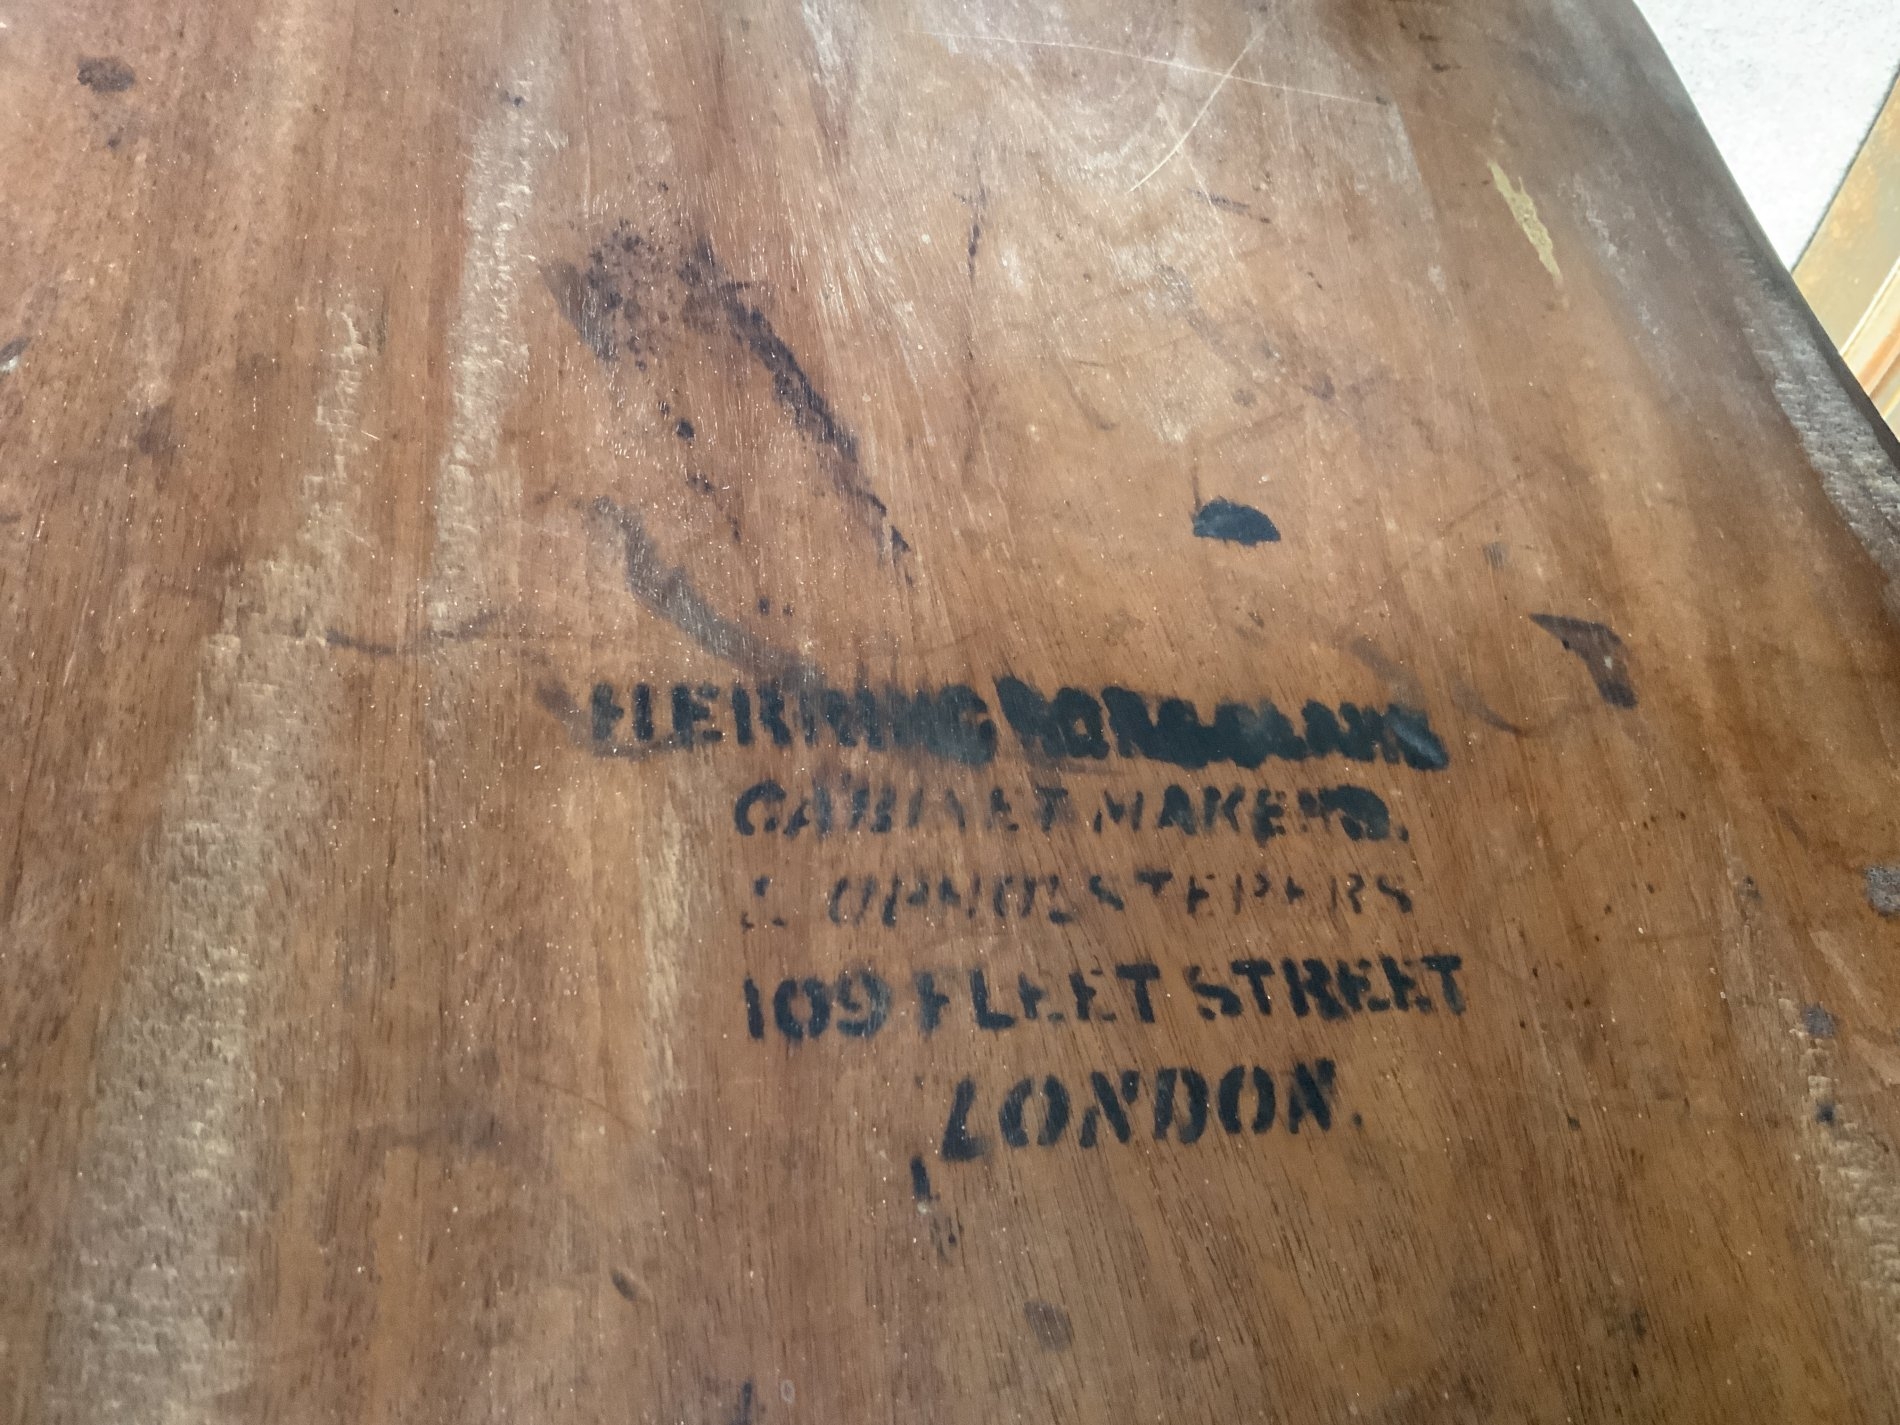 HERRING
CABINET MAKERS.
& UPHOLSTERERS
109 FLEET STREET
LONDON.